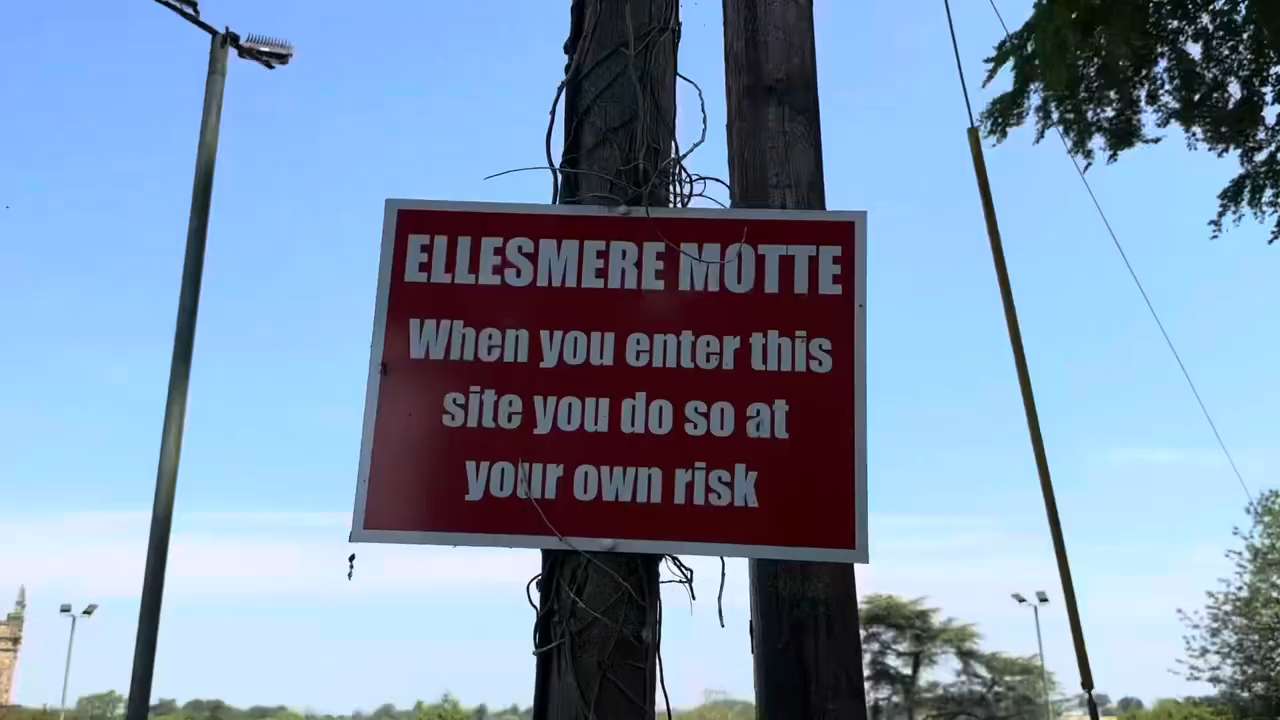 ELLESMERE MOTTE
When you enter this
site you do so at
your own risk